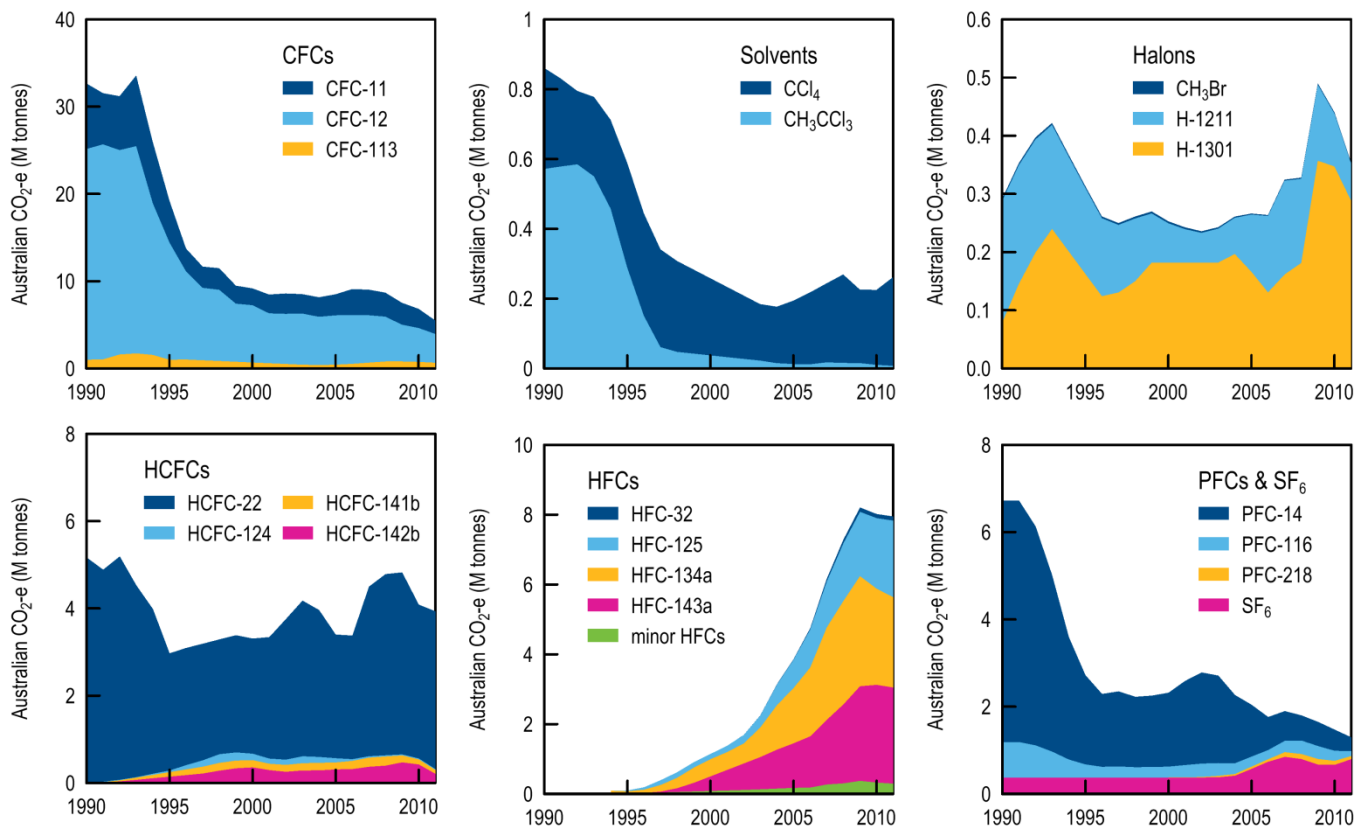 CFCs
CFC-11
CFC-12
CFC-113
Australian CO₂-e (M tonnes)
40
30
20
10
0
1990 1995 2000 2005 2010
Solvents
CCl₄
CH₃CCl₃
Australian CO₂-e (M tonnes)
1
0.8
0.6
0.4
0.2
0
1990 1995 2000 2005 2010
Halons
CH₃Br
H-1211
H-1301
Australian CO₂-e (M tonnes)
0.6
0.5
0.4
0.3
0.2
0.1
0.0
1990 1995 2000 2005 2010
HCFCs
HCFC-22 HCFC-141b
HCFC-124 HCFC-142b
Australian CO₂-e (M tonnes)
8
6
4
2
0
1990 1995 2000 2005 2010
HFCs
HFC-32
HFC-125
HFC-134a
HFC-143a
minor HFCs
Australian CO₂-e (M tonnes)
10
8
6
4
2
0
1990 1995 2000 2005 2010
PFCs & SF₆
PFC-14
PFC-116
PFC-218
SF₆
Australian CO₂-e (M tonnes)
8
6
4
2
0
1990 1995 2000 2005 2010